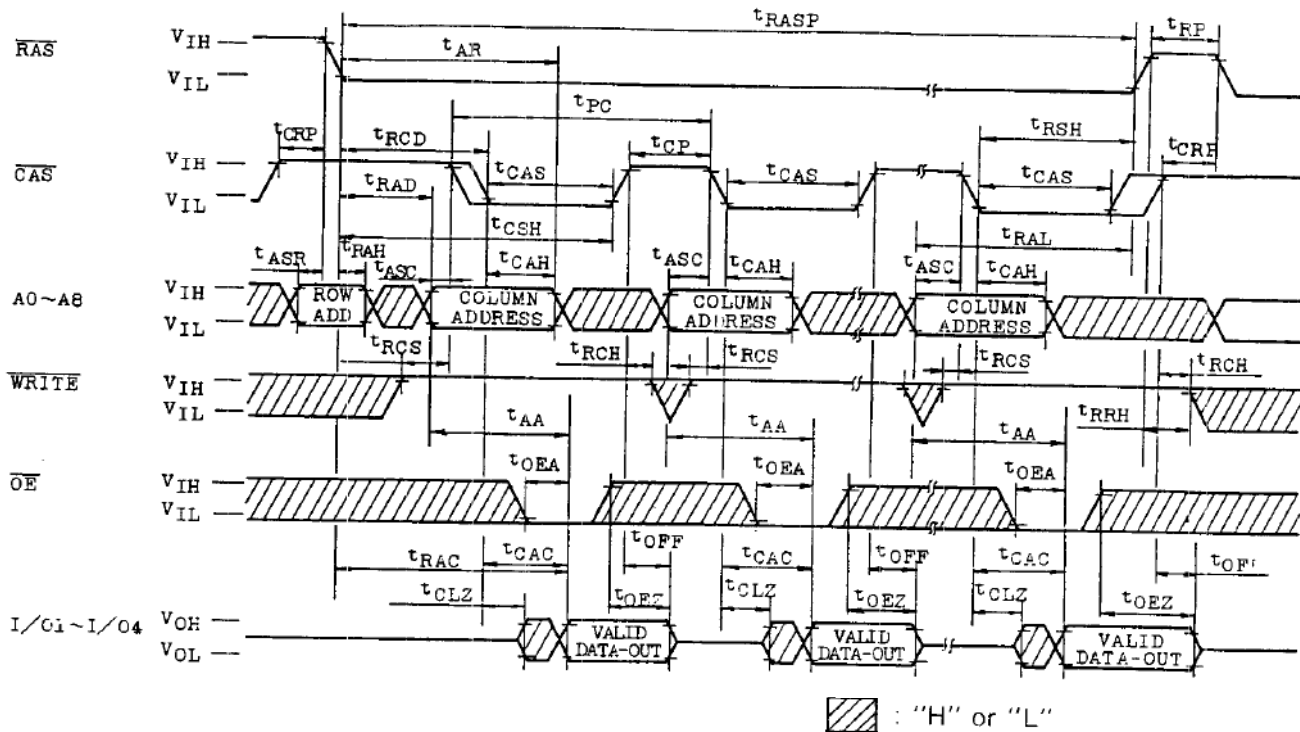 tRASP
tRP
RAS
VIH
VIL
tAR
tPC
tCRP
tRCD
tRSH
tCRP
CAS
VIH
VIL
tCAS
tCP
tCAS
tCAS
tRAD
tCSH
tRAL
tASR
tRAH
tASC
tCAH
tASC
tCAH
tASC
tCAH
A0~A8
VIH
VIL
ROW
ADD
COLUMN
ADDRESS
COLUMN
ADDRESS
COLUMN
ADDRESS
tRCS
tRCH
tRCS
tRCS
tRCH
WRITE
VIH
VIL
tAA
tAA
tAA
tRRH
tOEA
tOEA
tOEA
OE
VIH
VIL
tRAC
tCAC
tOFF
tCAC
tOFF
tCAC
tCLZ
tOEZ
tCLZ
tOEZ
tCLZ
tOEZ
I/O1~I/O4
VOH
VOL
VALID
DATA-OUT
VALID
DATA-OUT
VALID
DATA-OUT
: "H" or "L"